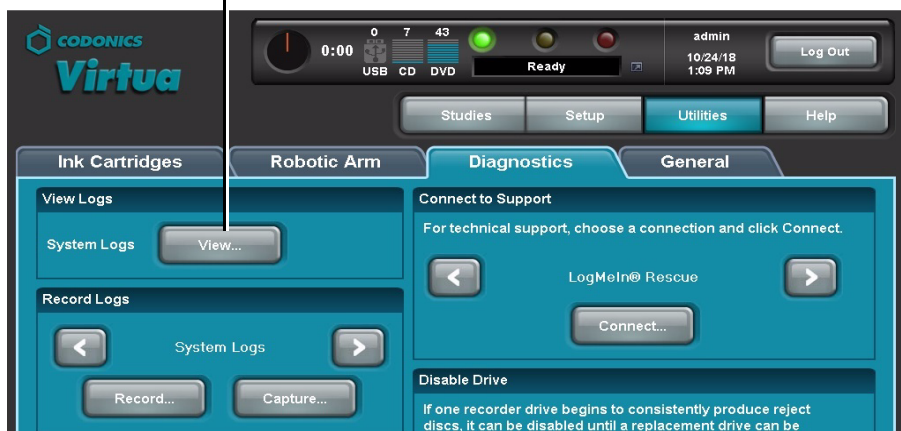 CODONICS
Virtua
0:00
0 7 43
USB CD DVD
Ready
admin
10/24/18
1:09 PM
Log Out
Studies
Setup
Utilities
Help
Ink Cartridges
Robotic Arm
Diagnostics
General
View Logs
System Logs
View...
Record Logs
System Logs
Record...
Capture...
Connect to Support
For technical support, choose a connection and click Connect.
LogMeIn® Rescue
Connect...
Disable Drive
If one recorder drive begins to consistently produce reject
discs, it can be disabled until a replacement drive can be